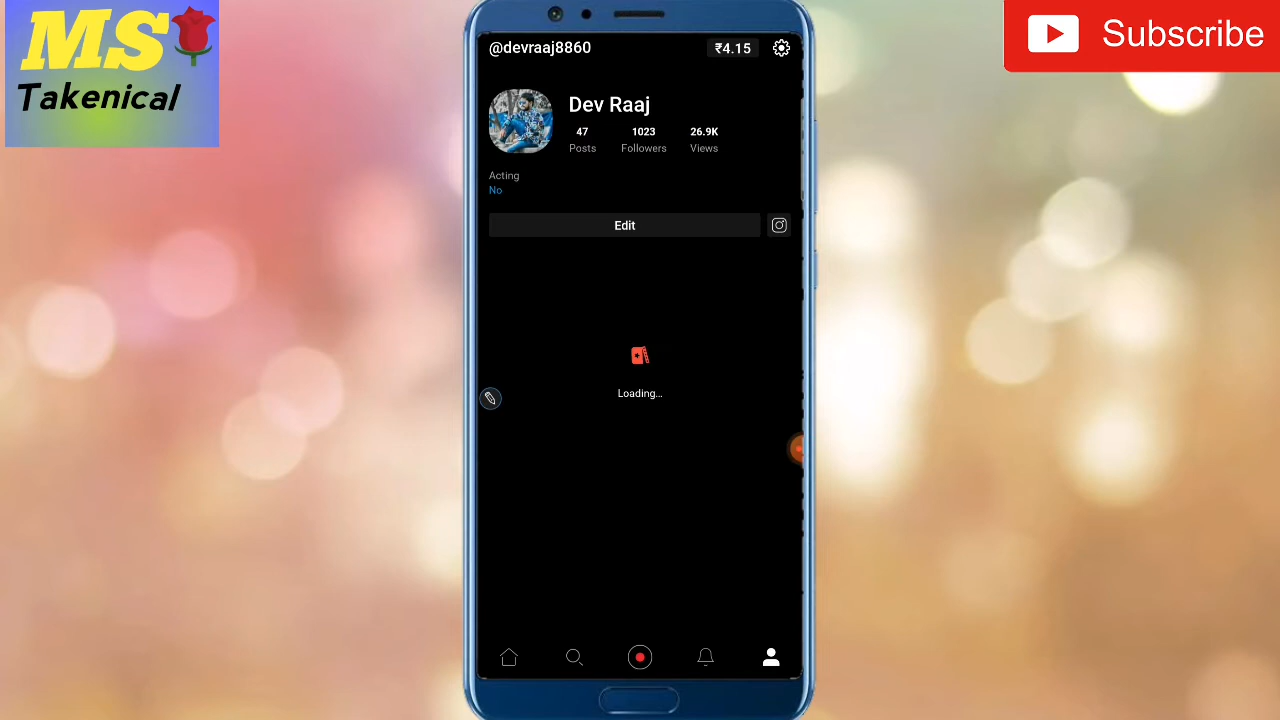 MS
Takenical
Subscribe
@devraaj8860
₹4.15
Dev Raaj
47 1023 26.9K
Posts Followers Views
Acting
No
Edit
Loading...